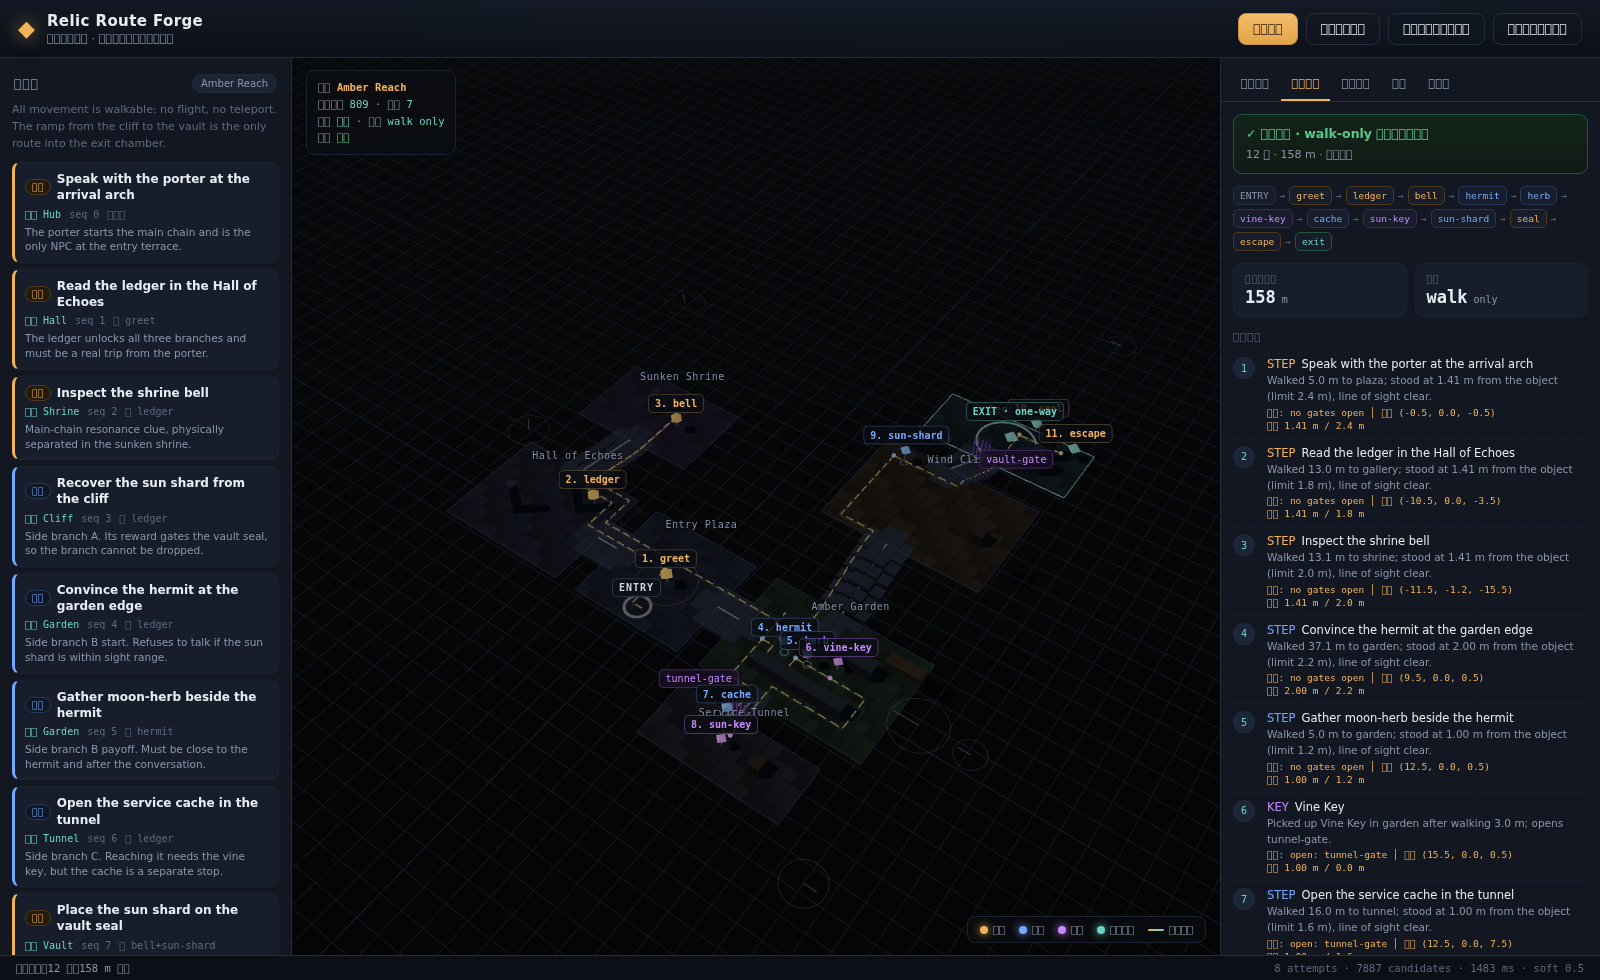 Relic Route Forge
Amber Reach
All movement is walkable: no flight, no teleport.
The ramp from the cliff to the vault is the only
route into the exit chamber.
Speak with the porter at the
arrival arch
Hub seq 0
The porter starts the main chain and is the
only NPC at the entry terrace.
Read the ledger in the Hall of
Echoes
Hall seq 1 greet
The ledger unlocks all three branches and
must be a real trip from the porter.
Inspect the shrine bell
Shrine seq 2 ledger
Main-chain resonance clue, physically
separated in the sunken shrine.
Recover the sun shard from
the cliff
Cliff seq 3 ledger
Side branch A. Its reward gates the vault seal,
so the branch cannot be dropped.
Convince the hermit at the
garden edge
Garden seq 4 ledger
Side branch B start. Refuses to talk if the sun
shard is within sight range.
Gather moon-herb beside the
hermit
Garden seq 5 hermit
Side branch B payoff. Must be close to the
hermit and after the conversation.
Open the service cache in the
tunnel
Tunnel seq 6 ledger
Side branch C. Reaching it needs the vine
key, but the cache is a separate stop.
Place the sun shard on the
vault seal
Vault seq 7 bell+sun-shard
Amber Reach
809 · 7
· walk only
Sunken Shrine
3. bell
EXIT · one-way
9. sun-shard
11. escape
Hall of Echoes
Wind Cli
vault-gate
2. ledger
Entry Plaza
1. greet
ENTRY
Amber Garden
4. hermit
5. herb
6. vine-key
tunnel-gate
7. cache
Service Tunnel
8. sun-key
✓ · walk-only
12 · 158 m ·
ENTRY → greet → ledger → bell → hermit → herb →
vine-key → cache → sun-key → sun-shard → seal →
escape → exit
158 m
walk only
1 STEP Speak with the porter at the arrival arch
Walked 5.0 m to plaza; stood at 1.41 m from the object
(limit 2.4 m), line of sight clear.
: no gates open | (-0.5, 0.0, -0.5)
1.41 m / 2.4 m
2 STEP Read the ledger in the Hall of Echoes
Walked 13.0 m to gallery; stood at 1.41 m from the object
(limit 1.8 m), line of sight clear.
: no gates open | (-10.5, 0.0, -3.5)
1.41 m / 1.8 m
3 STEP Inspect the shrine bell
Walked 13.1 m to shrine; stood at 1.41 m from the object
(limit 2.0 m), line of sight clear.
: no gates open | (-11.5, -1.2, -15.5)
1.41 m / 2.0 m
4 STEP Convince the hermit at the garden edge
Walked 37.1 m to garden; stood at 2.00 m from the object
(limit 2.2 m), line of sight clear.
: no gates open | (9.5, 0.0, 0.5)
2.00 m / 2.2 m
5 STEP Gather moon-herb beside the hermit
Walked 5.0 m to garden; stood at 1.00 m from the object
(limit 1.2 m), line of sight clear.
: no gates open | (12.5, 0.0, 0.5)
1.00 m / 1.2 m
6 KEY Vine Key
Picked up Vine Key in garden after walking 3.0 m; opens
tunnel-gate.
: open: tunnel-gate | (15.5, 0.0, 0.5)
1.00 m / 0.0 m
7 STEP Open the service cache in the tunnel
Walked 16.0 m to tunnel; stood at 1.00 m from the object
(limit 1.6 m), line of sight clear.
: open: tunnel-gate | (12.5, 0.0, 7.5)
12 158 m
8 attempts · 7887 candidates · 1483 ms · soft 0.5